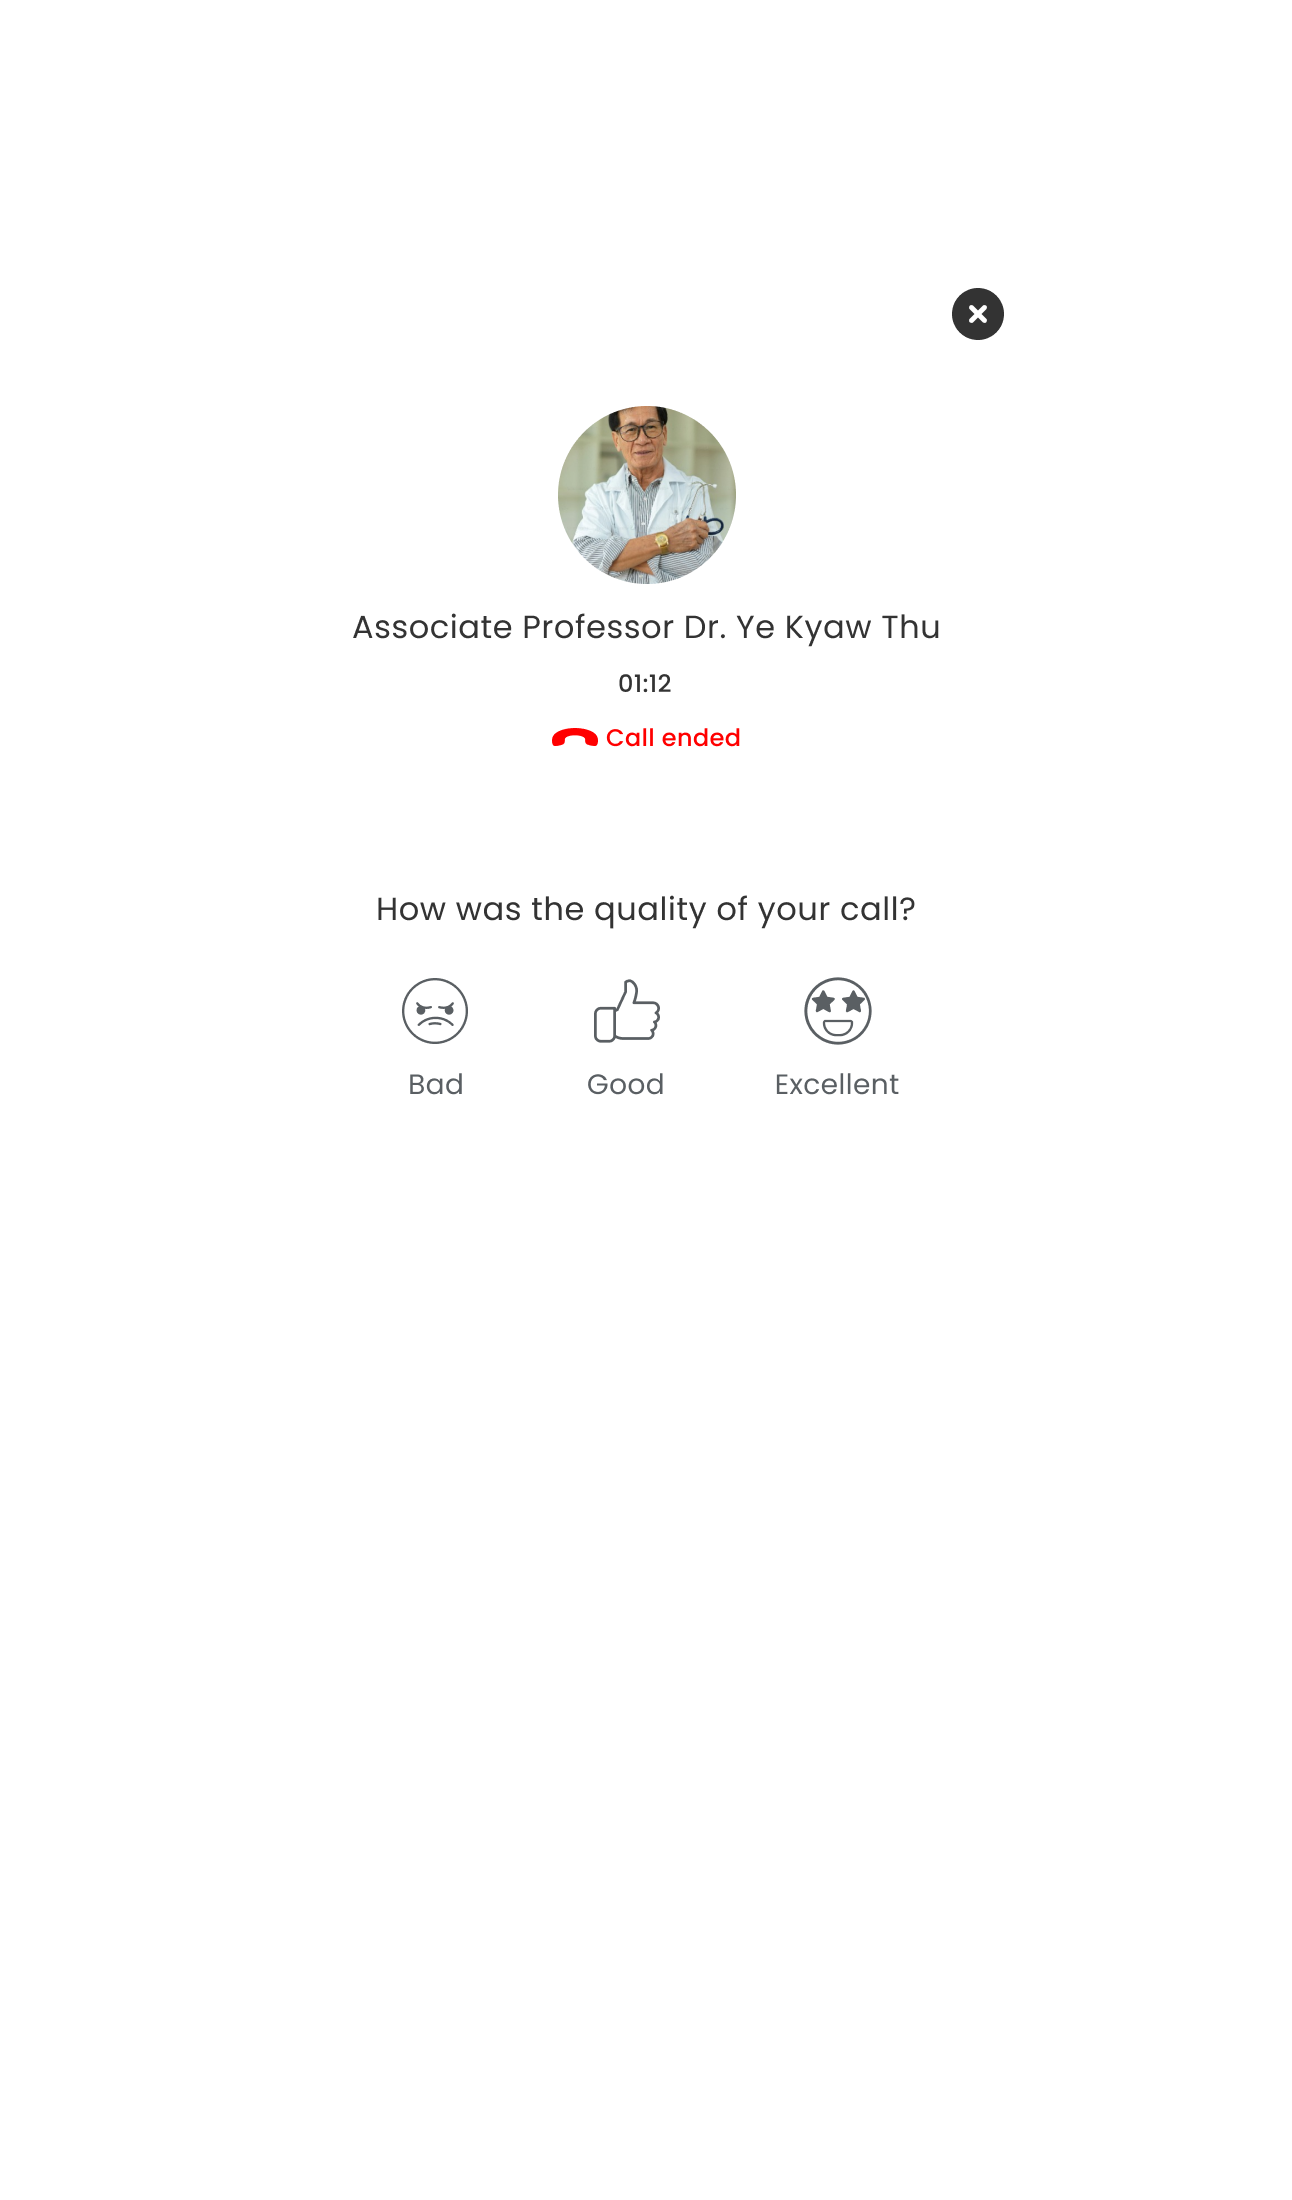 Associate Professor Dr. Ye Kyaw Thu
01:12
Call ended
How was the quality of your call?
Bad
Good
Excellent